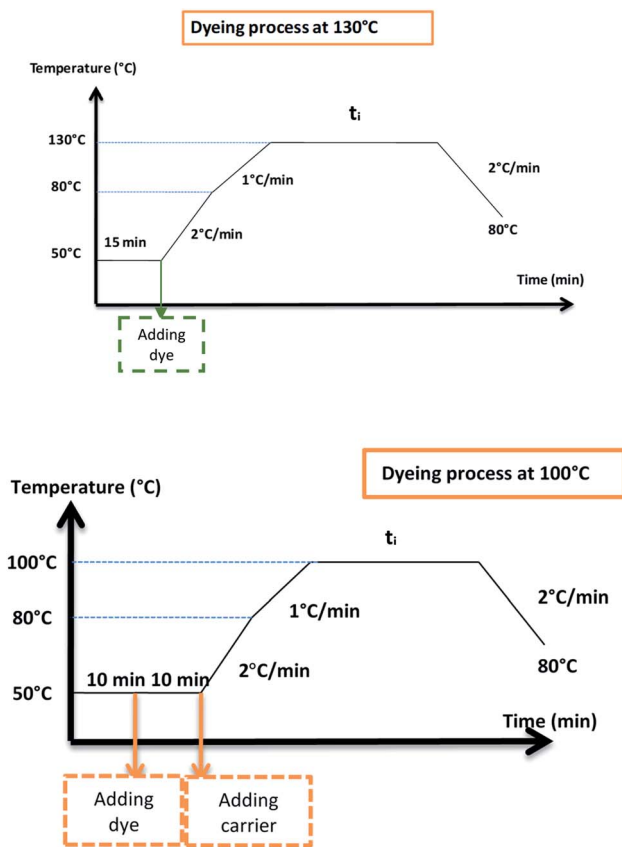 Dyeing process at 130°C
Temperature (°C)
tᵢ
130°C
1°C/min
2°C/min
80°C
2°C/min
80°C
15 min
50°C
Time (min)
Adding
dye
Dyeing process at 100°C
Temperature (°C)
tᵢ
100°C
1°C/min
2°C/min
80°C
2°C/min
80°C
10 min 10 min
50°C
Time (min)
Adding
dye
Adding
carrier